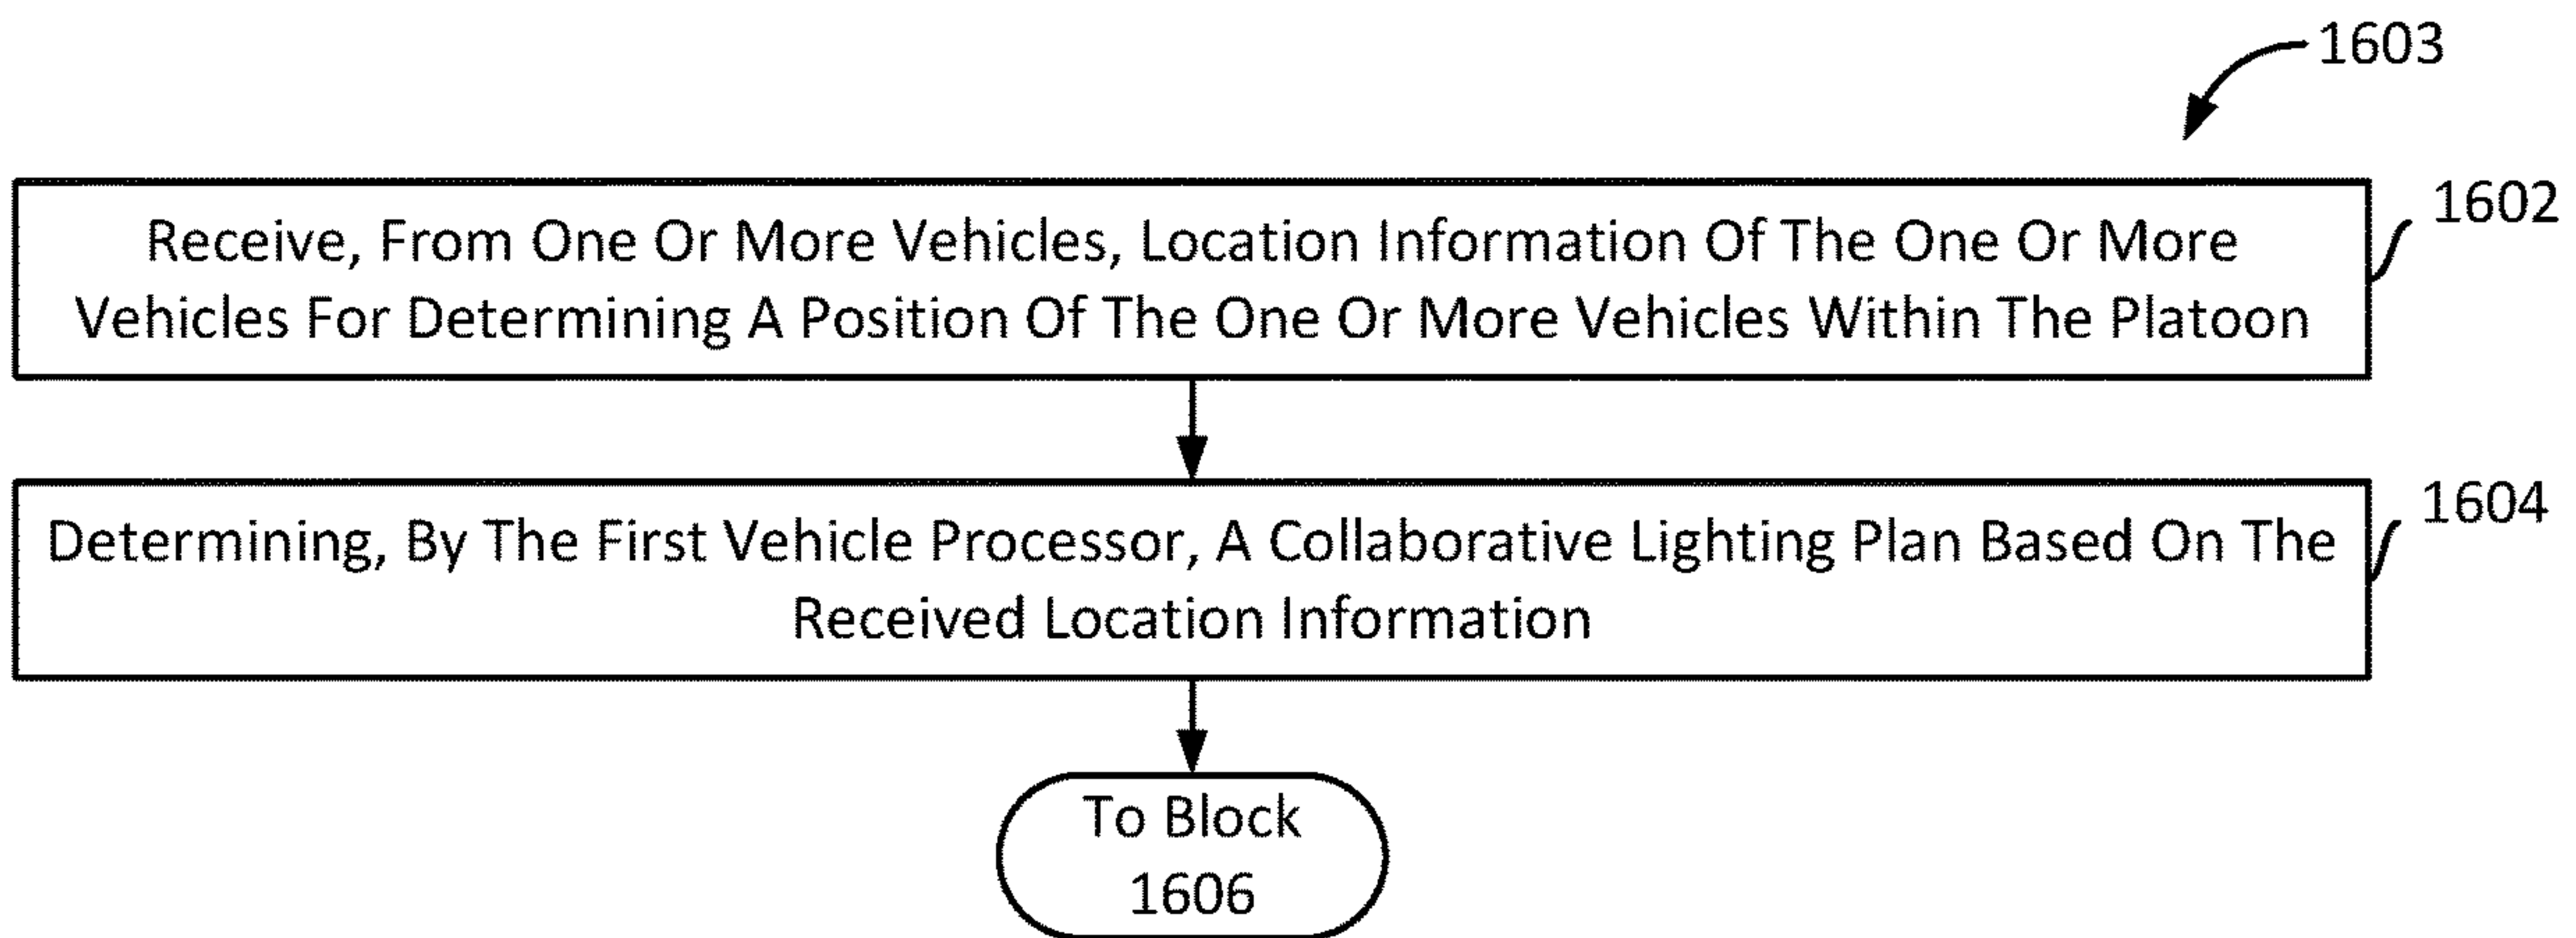 1603
Receive, From One Or More Vehicles, Location Information Of The One Or More
Vehicles For Determining A Position Of The One Or More Vehicles Within The Platoon
1602
Determining, By The First Vehicle Processor, A Collaborative Lighting Plan Based On The
Received Location Information
1604
To Block
1606